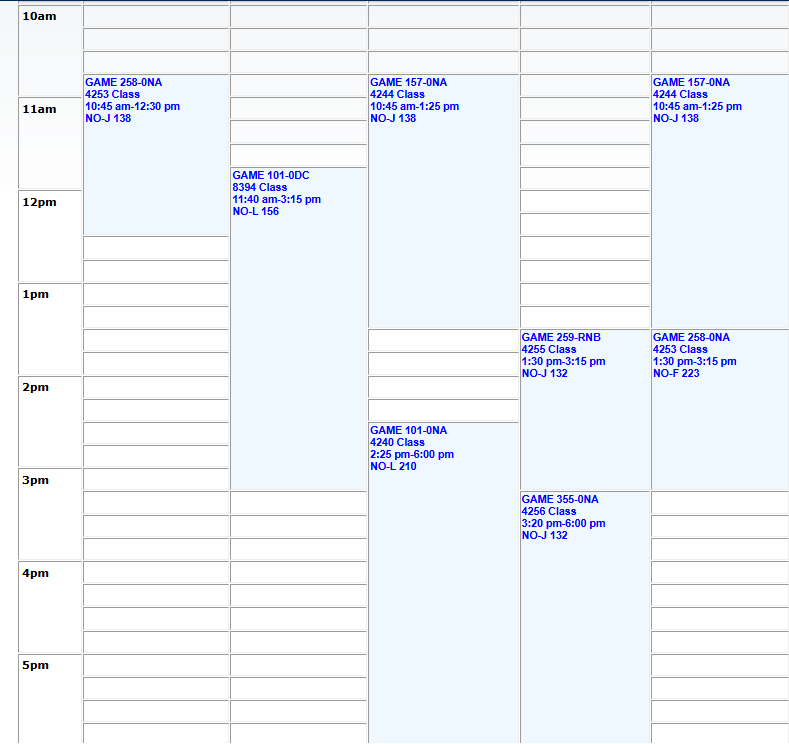 10am
11am
12pm
1pm
2pm
3pm
4pm
5pm
GAME 258-0NA
4253 Class
10:45 am-12:30 pm
NO-J 138
GAME 101-0DC
8394 Class
11:40 am-3:15 pm
NO-L 156
GAME 157-0NA
4244 Class
10:45 am-1:25 pm
NO-J 138
GAME 101-0NA
4240 Class
2:25 pm-6:00 pm
NO-L 210
GAME 259-RNB
4255 Class
1:30 pm-3:15 pm
NO-J 132
GAME 355-0NA
4256 Class
3:20 pm-6:00 pm
NO-J 132
GAME 157-0NA
4244 Class
10:45 am-1:25 pm
NO-J 138
GAME 258-0NA
4253 Class
1:30 pm-3:15 pm
NO-F 223